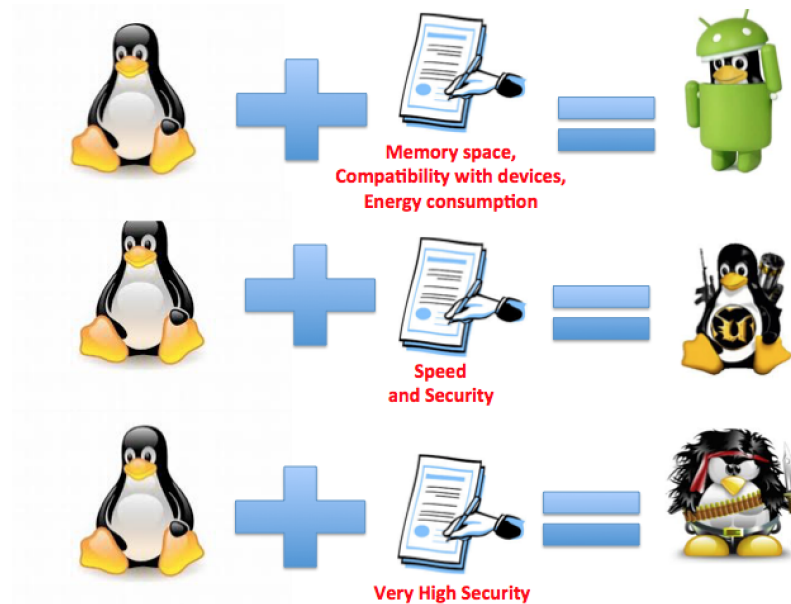 Memory space,
Compatibility with devices,
Energy consumption
Speed
and Security
Very High Security